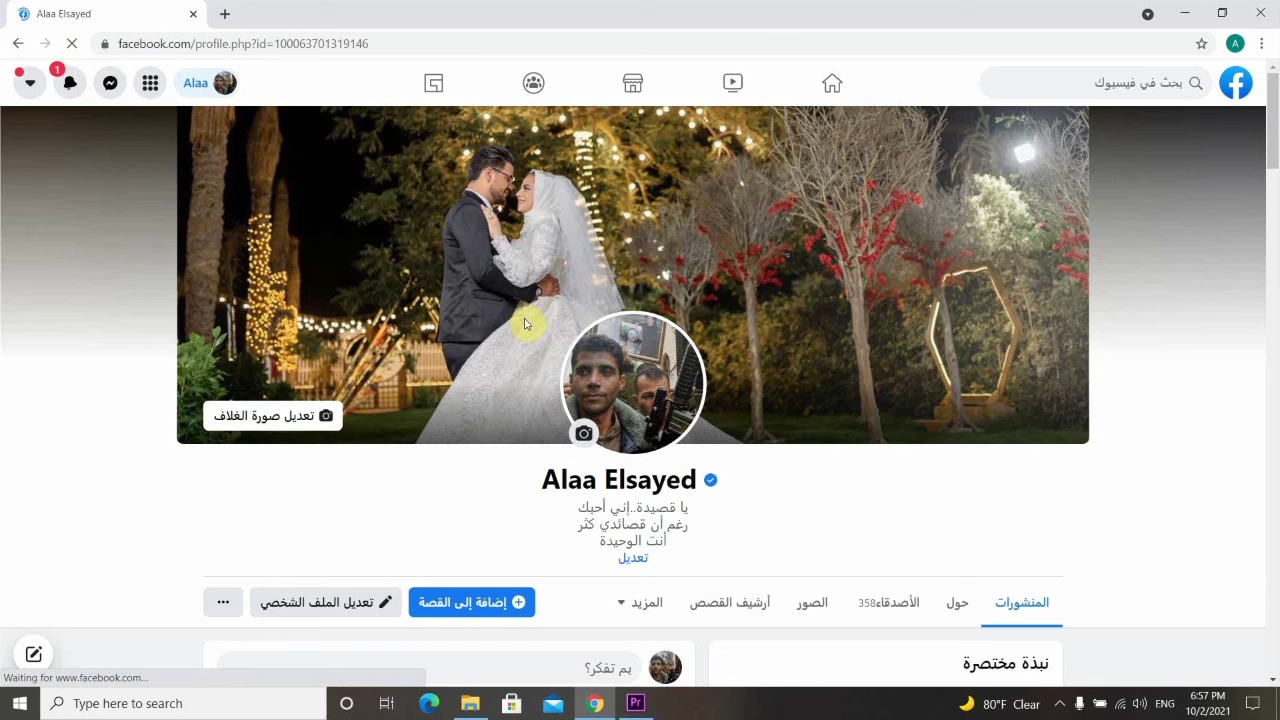 Alaa Elsayed
facebook.com/profile.php?id=100063701319146
A
1
Alaa
بحث في فيسبوك
تعديل صورة الغلاف
Alaa Elsayed
يا قصيدة..إني أحبك
رغم أن قصائدي كثر
أنت الوحيدة
تعديل
المنشورات
حول
الأصدقاء358
الصور
أرشيف القصص
المزيد
إضافة إلى القصة
تعديل الملف الشخصي
نبذة مختصرة
بم تفكر؟
Waiting for www.facebook.com...
Type here to search
Pr
80°F Clear
ENG
6:57 PM
10/2/2021